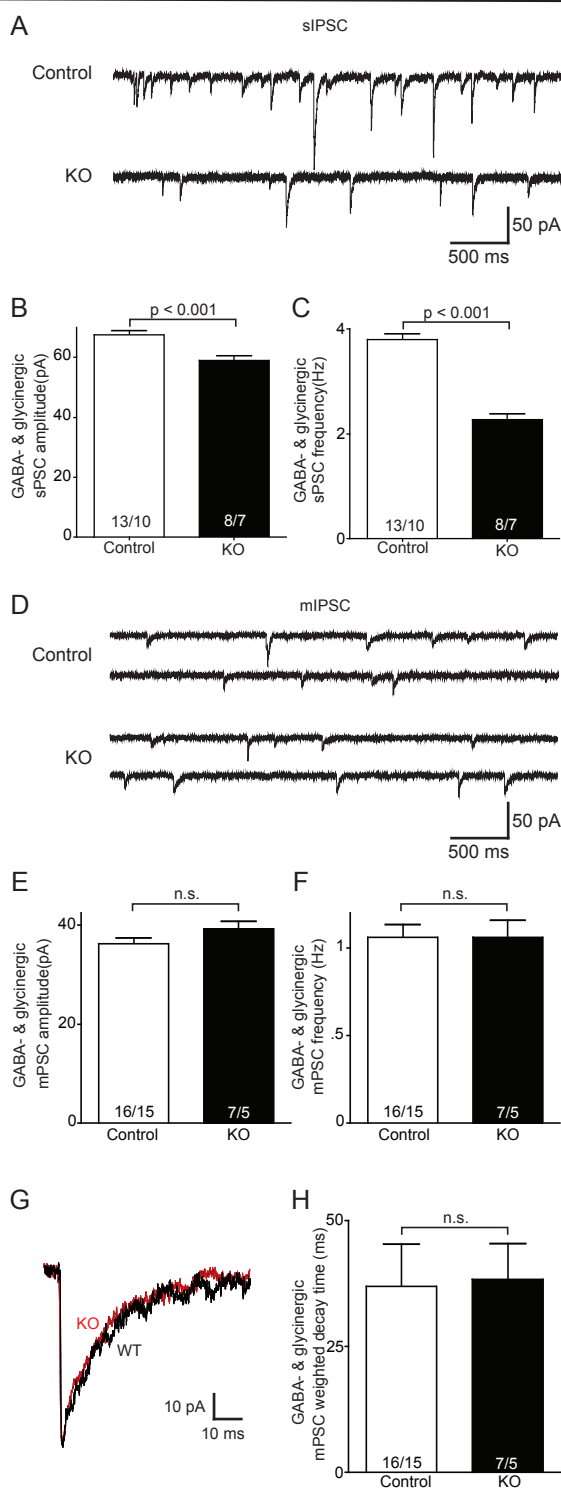 A
sIPSC
Control
KO
50 pA
500 ms
B
p < 0.001
GABA- & glycinergic
sPSC amplitude(pA)
60
40
20
0
13/10
8/7
Control
KO
C
p < 0.001
GABA- & glycinergic
sPSC frequency(Hz)
4
2
0
13/10
8/7
Control
KO
D
mIPSC
Control
KO
50 pA
500 ms
E
n.s.
GABA- & glycinergic
mPSC amplitude(pA)
40
20
0
16/15
7/5
Control
KO
F
n.s.
GABA- & glycinergic
mPSC frequency (Hz)
1
.5
0
16/15
7/5
Control
KO
G
KO
WT
10 pA
10 ms
H
n.s.
GABA- & glycinergic
mPSC weighted decay time (ms)
50
25
0
16/15
7/5
Control
KO